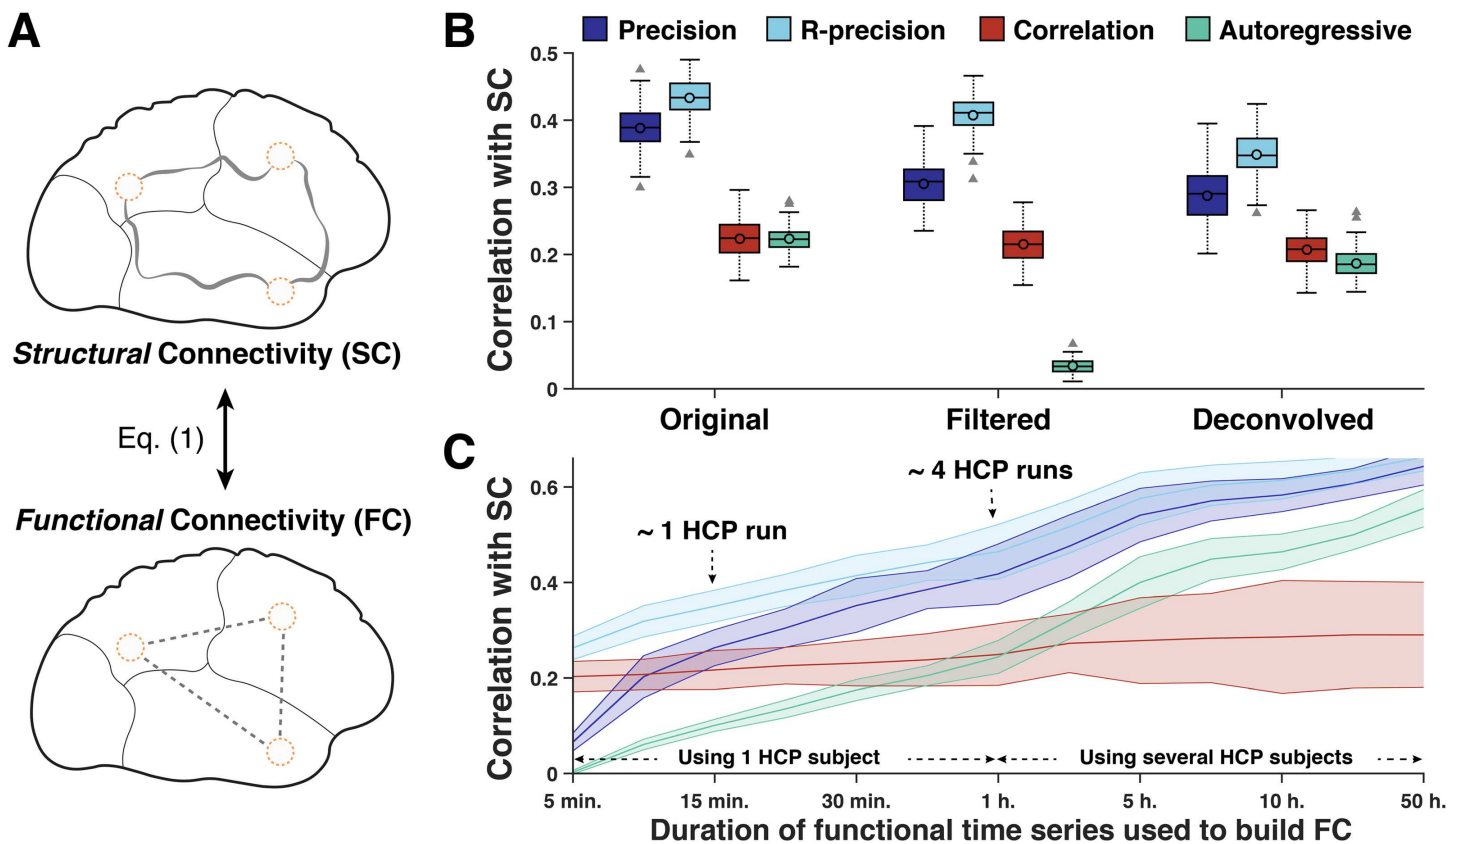 A
Structural Connectivity (SC)
Eq. (1)
Functional Connectivity (FC)
B
Precision R-precision Correlation Autoregressive
Correlation with SC
0.5
0.4
0.3
0.2
0.1
0
Original Filtered Deconvolved
C
Correlation with SC
0.6
0.4
0.2
0
~ 4 HCP runs
~ 1 HCP run
Using 1 HCP subject Using several HCP subjects
5 min. 15 min. 30 min. 1 h. 5 h. 10 h. 50 h.
Duration of functional time series used to build FC